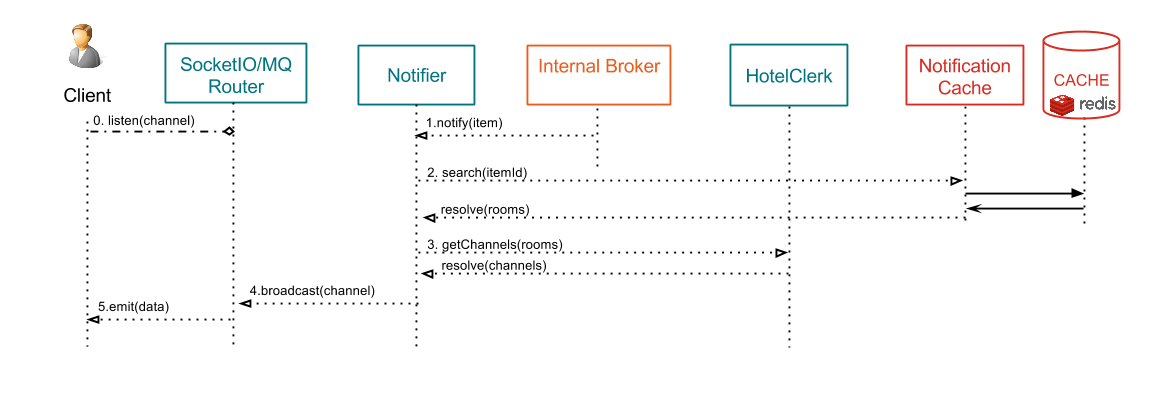 Client
SocketIO/MQ
Router
Notifier
Internal Broker
HotelClerk
Notification
Cache
CACHE
redis
0. listen(channel)
1.notify(item)
2. search(itemId)
resolve(rooms)
3. getChannels(rooms)
resolve(channels)
4.broadcast(channel)
5.emit(data)